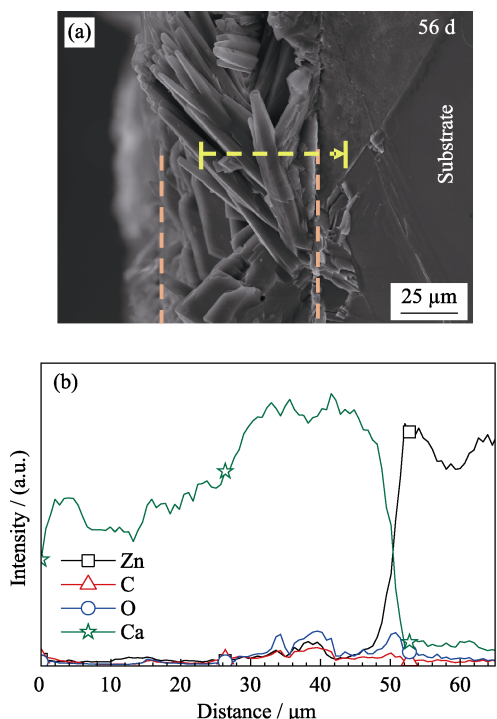 (a)
56 d
Substrate
25 μm
(b)
Intensity / (a.u.)
Zn
C
O
Ca
0 10 20 30 40 50 60
Distance / μm